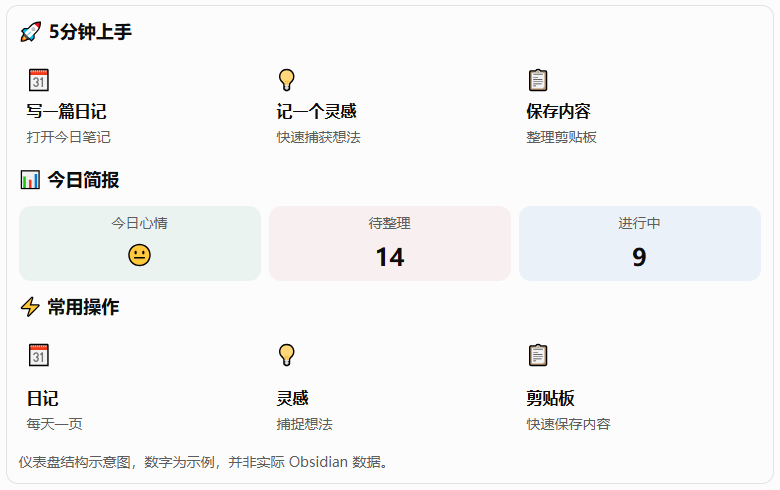 🚀 5分钟上手
写一篇日记 记一个灵感 保存内容
打开今日笔记 快速捕获想法 整理剪贴板
📊 今日简报
今日心情 待整理 进行中
😐 14 9
⚡ 常用操作
日记 灵感 剪贴板
每天一页 捕捉想法 快速保存内容
仪表盘结构示意图，数字为示例，并非实际 Obsidian 数据。